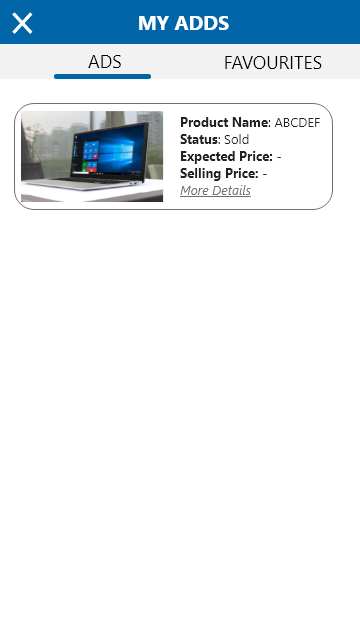 MY ADDS
ADS
FAVOURITES
Product Name: ABCDEF
Status: Sold
Expected Price: -
Selling Price: -
More Details